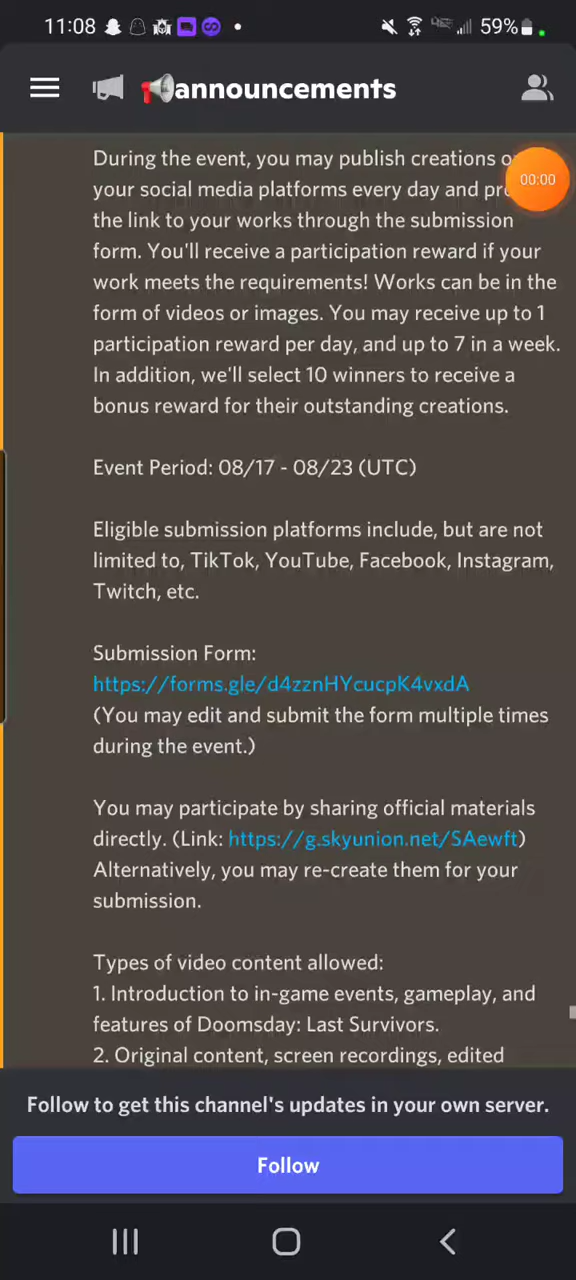 11:08
59%
announcements
During the event, you may publish creations
00:00
your social media platforms every day and
the link to your works through the submission
form. You'll receive a participation reward if your
work meets the requirements! Works can be in the
form of videos or images. You may receive up to 1
participation reward per day, and up to 7 in a week.
In addition, we'll select 10 winners to receive a
bonus reward for their outstanding creations.
Event Period: 08/17 - 08/23 (UTC)
Eligible submission platforms include, but are not
limited to, TikTok, YouTube, Facebook, Instagram,
Twitch, etc.
Submission Form:
https://forms.gle/d4zznHYcucpK4vxdA
(You may edit and submit the form multiple times
during the event.)
You may participate by sharing official materials
directly. (Link: https://g.skyunion.net/SAewft)
Alternatively, you may re-create them for your
submission.
Types of video content allowed:
1. Introduction to in-game events, gameplay, and
features of Doomsday: Last Survivors.
2. Original content, screen recordings, edited
Follow to get this channel's updates in your own server.
Follow